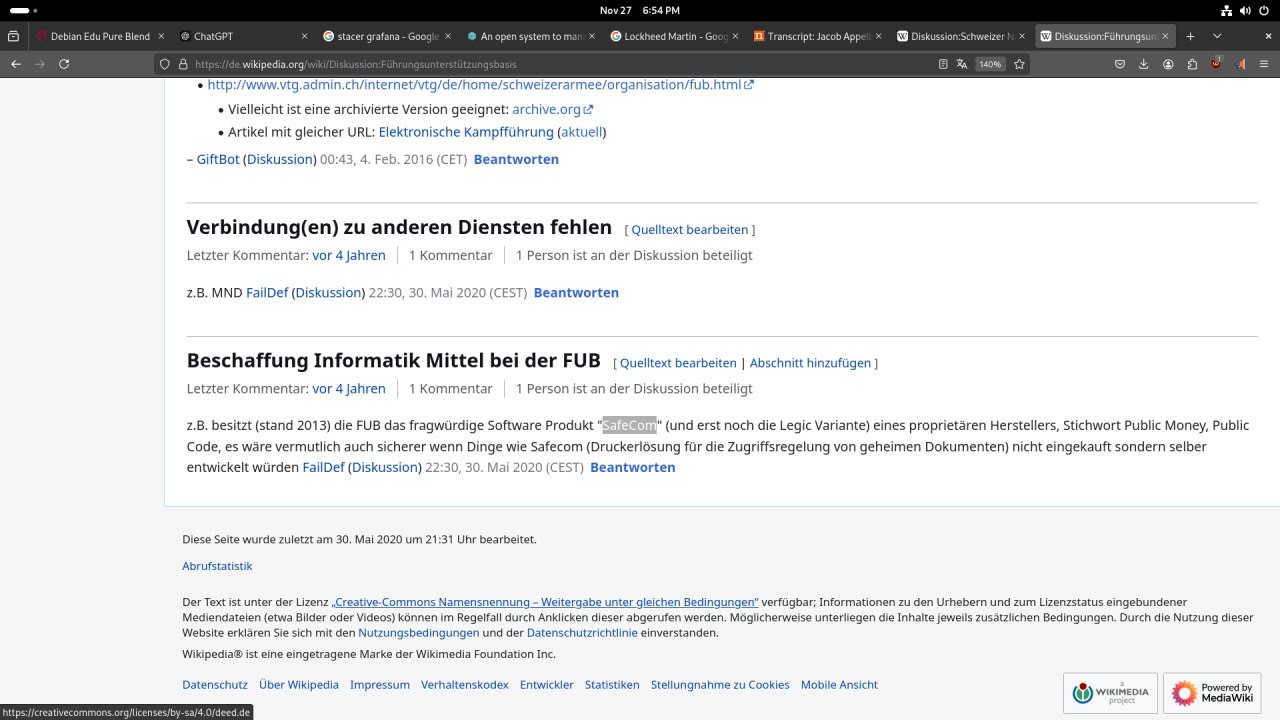 Nov 27 6:54 PM
Debian Edu Pure Blend
ChatGPT
stacer grafana - Google
An open system to mana
Lockheed Martin - Goog
Transcript: Jacob Appelb
Diskussion:Schweizer N
Diskussion:Führungsunt
https://de.wikipedia.org/wiki/Diskussion:Führungsunterstützungsbasis
140%
1
• http://www.vtg.admin.ch/internet/vtg/de/home/schweizerarmee/organisation/fub.html
• Vielleicht ist eine archivierte Version geeignet: archive.org
• Artikel mit gleicher URL: Elektronische Kampfführung (aktuell)
– GiftBot (Diskussion) 00:43, 4. Feb. 2016 (CET) Beantworten
Verbindung(en) zu anderen Diensten fehlen [ Quelltext bearbeiten ]
Letzter Kommentar: vor 4 Jahren 1 Kommentar 1 Person ist an der Diskussion beteiligt
z.B. MND FailDef (Diskussion) 22:30, 30. Mai 2020 (CEST) Beantworten
Beschaffung Informatik Mittel bei der FUB [ Quelltext bearbeiten | Abschnitt hinzufügen ]
Letzter Kommentar: vor 4 Jahren 1 Kommentar 1 Person ist an der Diskussion beteiligt
z.B. besitzt (stand 2013) die FUB das fragwürdige Software Produkt "SafeCom" (und erst noch die Legic Variante) eines proprietären Herstellers, Stichwort Public Money, Public
Code, es wäre vermutlich auch sicherer wenn Dinge wie Safecom (Druckerlösung für die Zugriffsregelung von geheimen Dokumenten) nicht eingekauft sondern selber
entwickelt würden FailDef (Diskussion) 22:30, 30. Mai 2020 (CEST) Beantworten
Diese Seite wurde zuletzt am 30. Mai 2020 um 21:31 Uhr bearbeitet.
Abrufstatistik
Der Text ist unter der Lizenz „Creative-Commons Namensnennung – Weitergabe unter gleichen Bedingungen“ verfügbar; Informationen zu den Urhebern und zum Lizenzstatus eingebundener
Mediendateien (etwa Bilder oder Videos) können im Regelfall durch Anklicken dieser abgerufen werden. Möglicherweise unterliegen die Inhalte jeweils zusätzlichen Bedingungen. Durch die Nutzung dieser
Website erklären Sie sich mit den Nutzungsbedingungen und der Datenschutzrichtlinie einverstanden.
Wikipedia® ist eine eingetragene Marke der Wikimedia Foundation Inc.
Datenschutz Über Wikipedia Impressum Verhaltenskodex Entwickler Statistiken Stellungnahme zu Cookies Mobile Ansicht
a WIKIMEDIA project
Powered by MediaWiki
https://creativecommons.org/licenses/by-sa/4.0/deed.de